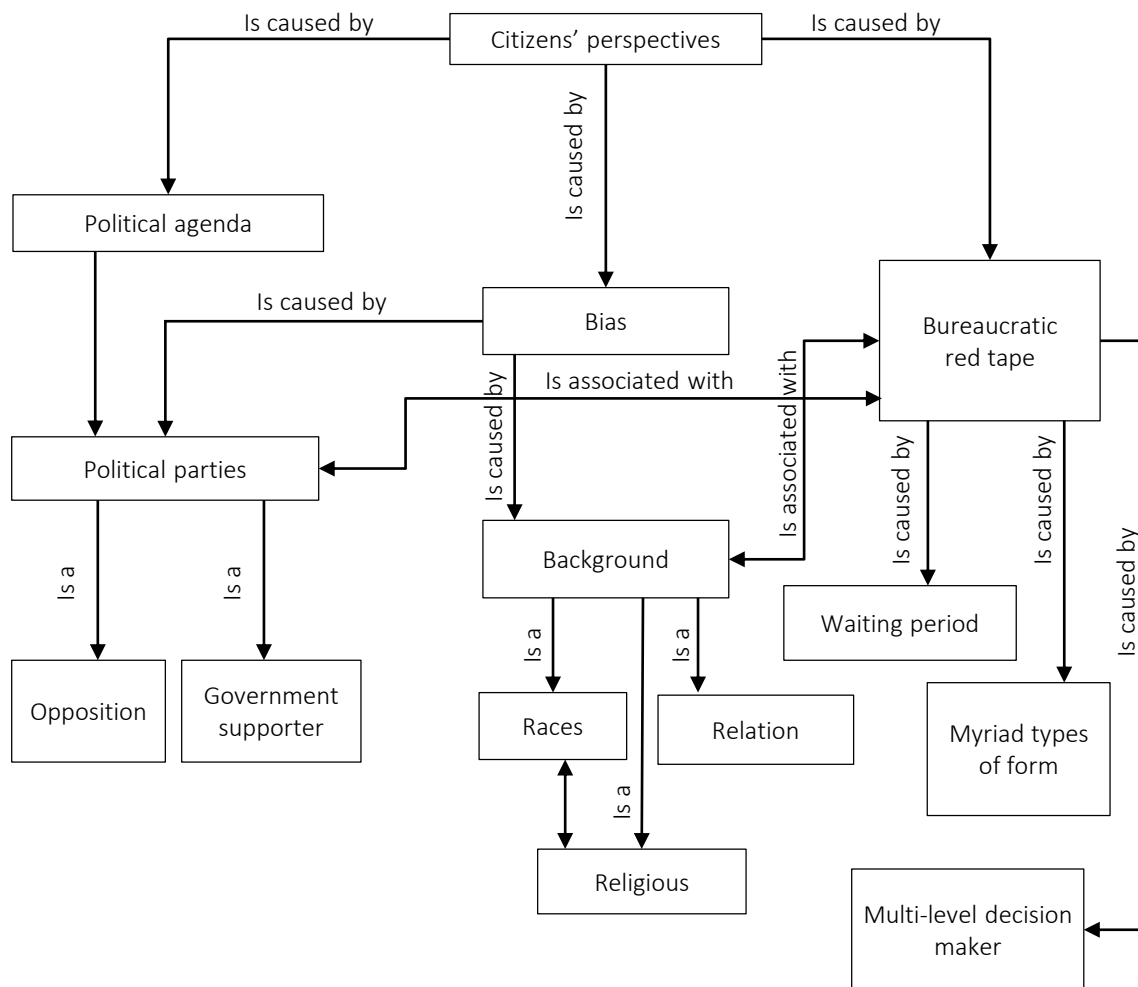 Is caused by
Citizens’ perspectives
Is caused by
Is caused by
Political agenda
Is caused by
Bias
Bureaucratic
red tape
Is associated with
Is associated with
Is caused by
Political parties
Is caused by
Is caused by
Is caused by
Background
Is a
Is a
Waiting period
Is a
Is a
Opposition
Government
supporter
Races
Relation
Myriad types
of form
Is a
Religious
Multi-level decision
maker